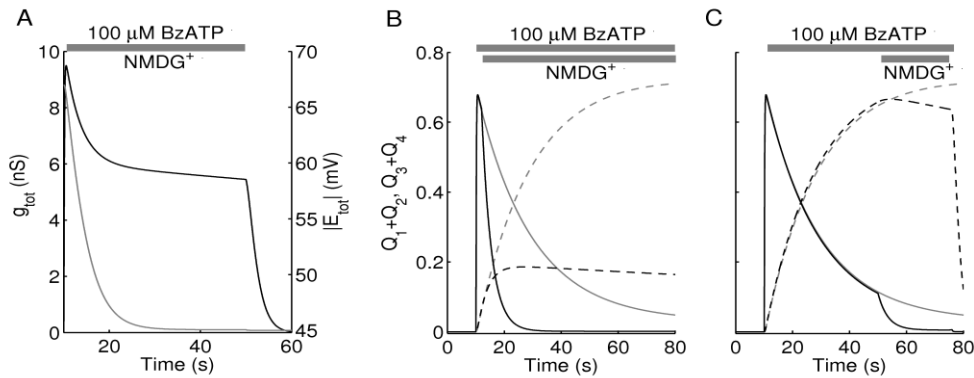 A
100 μM BzATP
NMDG+
10
8
6
4
2
0
g_tot (nS)
70
65
60
55
50
45
|E_tot| (mV)
20 40 60
Time (s)
B
100 μM BzATP
NMDG+
0.8
0.6
0.4
0.2
0
Q1+Q2, Q3+Q4
0 20 40 60 80
Time (s)
C
100 μM BzATP
NMDG+
0 20 40 60 80
Time (s)